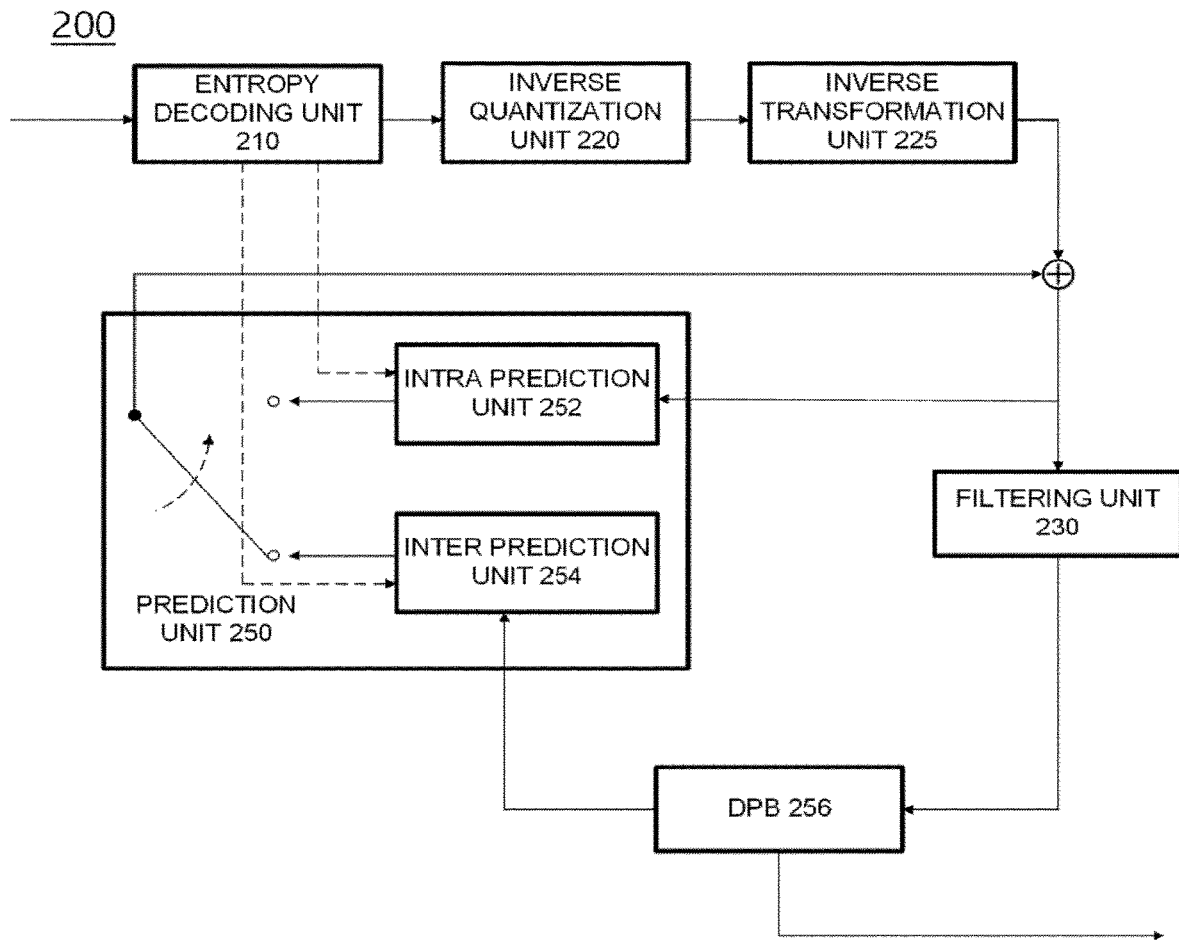 200
ENTROPY
DECODING UNIT
210
INVERSE
QUANTIZATION
UNIT 220
INVERSE
TRANSFORMATION
UNIT 225
INTRA PREDICTION
UNIT 252
FILTERING UNIT
230
INTER PREDICTION
UNIT 254
PREDICTION
UNIT 250
DPB 256